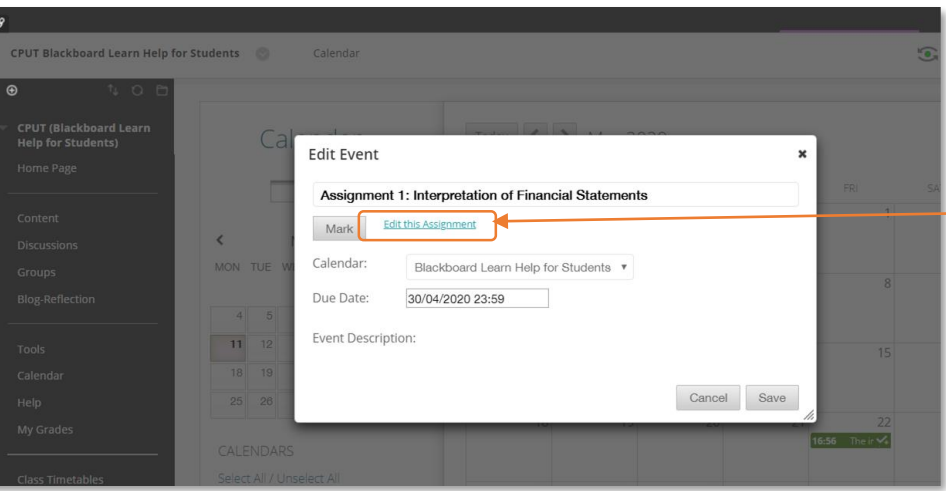 CPUT Blackboard Learn Help for Students Calendar
CPUT (Blackboard Learn
Help for Students)
Home Page
Content
Discussions
Groups
Blog-Reflection
Tools
Calendar
Help
My Grades
Class Timetables
MON TUE
4 5
11 12
18 19
25 26
CALENDARS
Select All / Unselect All
Edit Event
Assignment 1: Interpretation of Financial Statements
Mark Edit this Assignment
Calendar: Blackboard Learn Help for Students
Due Date: 30/04/2020 23:59
Event Description:
Cancel Save
2020
FRI
1
8
15
22
16:56 The ir